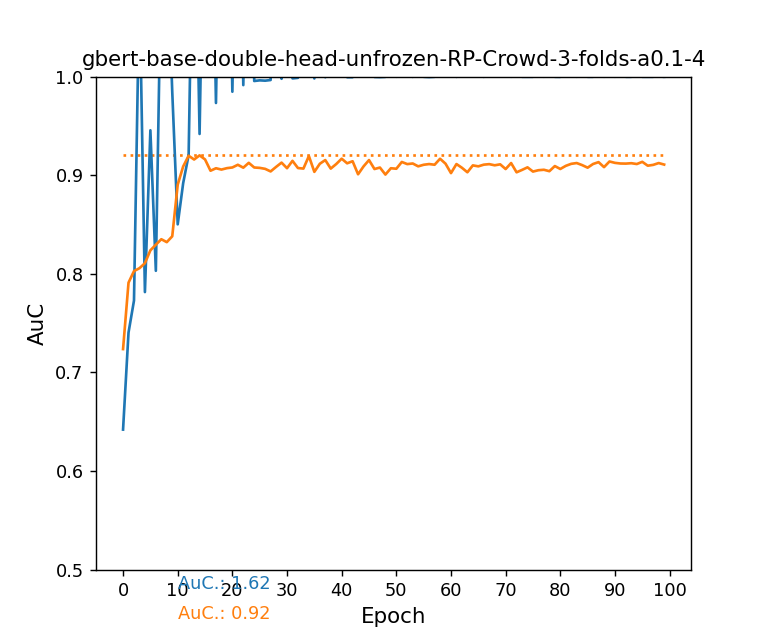 gbert-base-double-head-unfrozen-RP-Crowd-3-folds-a0.1-4
1.0
0.9
0.8
0.7
0.6
0.5
AuC
0 10 20 30 40 50 60 70 80 90 100
AuC.: 1.62
AuC.: 0.92
Epoch